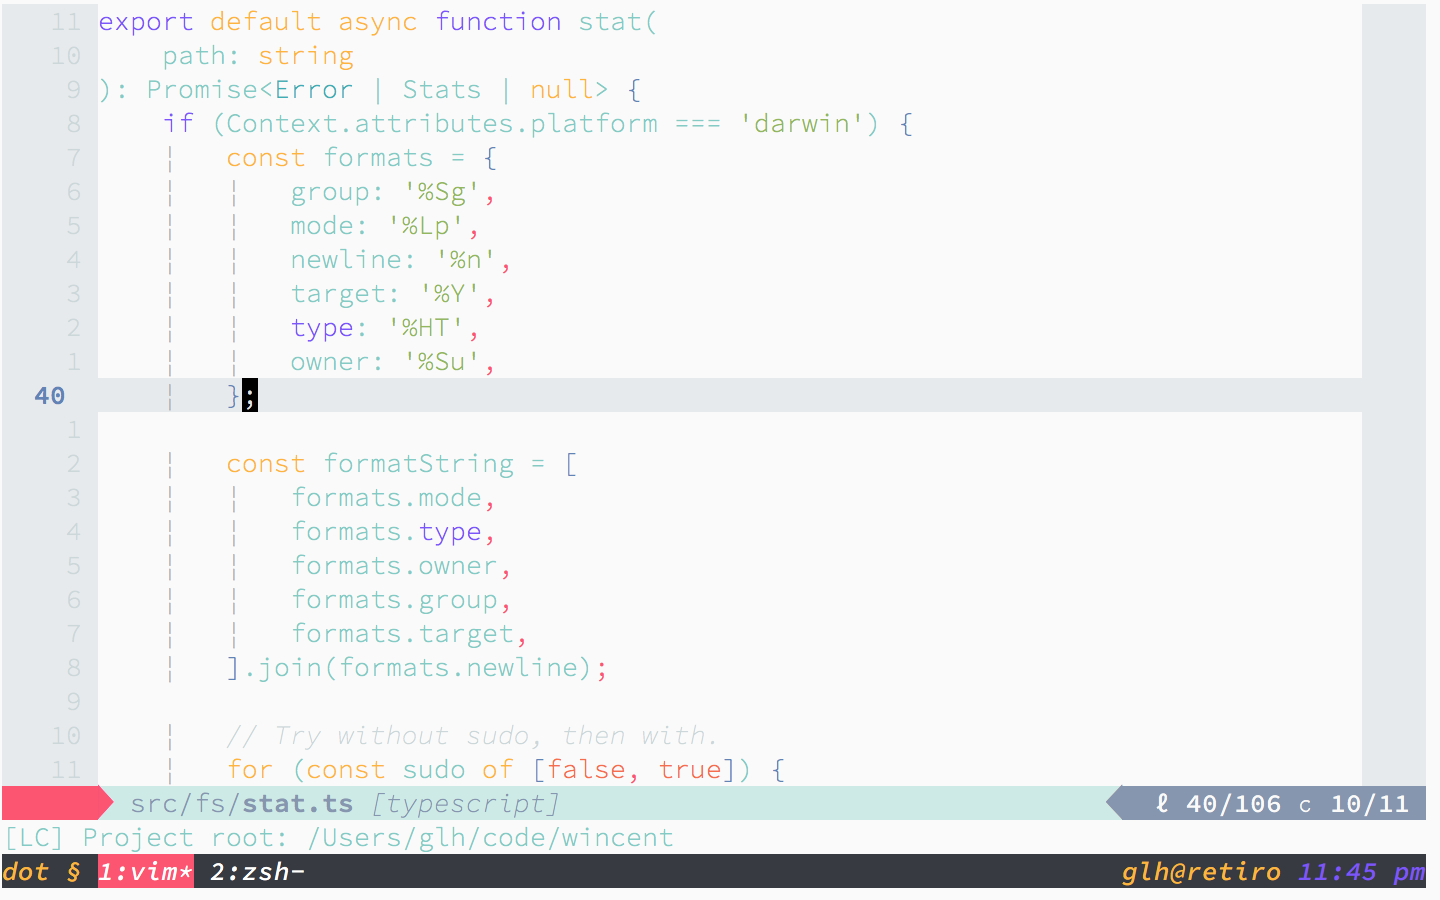 11 export default async function stat(
10     path: string
9 ): Promise<Error | Stats | null> {
8     if (Context.attributes.platform === 'darwin') {
7     ¦   const formats = {
6     ¦   ¦   group: '%Sg',
5     ¦   ¦   mode: '%Lp',
4     ¦   ¦   newline: '%n',
3     ¦   ¦   target: '%Y',
2     ¦   ¦   type: '%HT',
1     ¦   ¦   owner: '%Su',
40     ¦   };
1
2     ¦   const formatString = [
3     ¦   ¦   formats.mode,
4     ¦   ¦   formats.type,
5     ¦   ¦   formats.owner,
6     ¦   ¦   formats.group,
7     ¦   ¦   formats.target,
8     ¦   ].join(formats.newline);
9
10     ¦   // Try without sudo, then with.
11     ¦   for (const sudo of [false, true]) {
src/fs/stat.ts [typescript] ℓ 40/106 c 10/11
[LC] Project root: /Users/glh/code/wincent
dot § 1:vim* 2:zsh- glh@retiro 11:45 pm